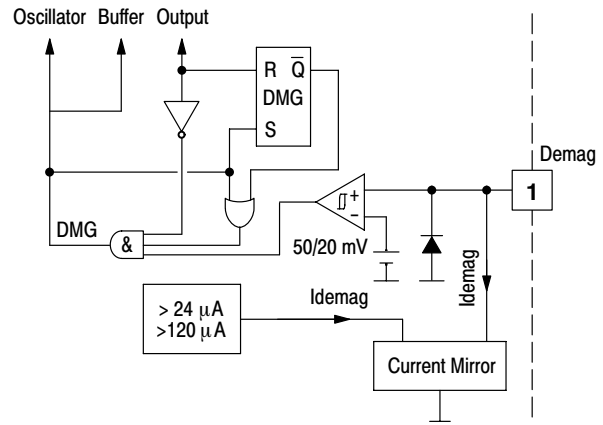 Oscillator Buffer Output
R Q̅
DMG
S
Demag
1
DMG
&
+
−
50/20 mV
Idemag
Idemag
> 24 μA
>120 μA
Current Mirror